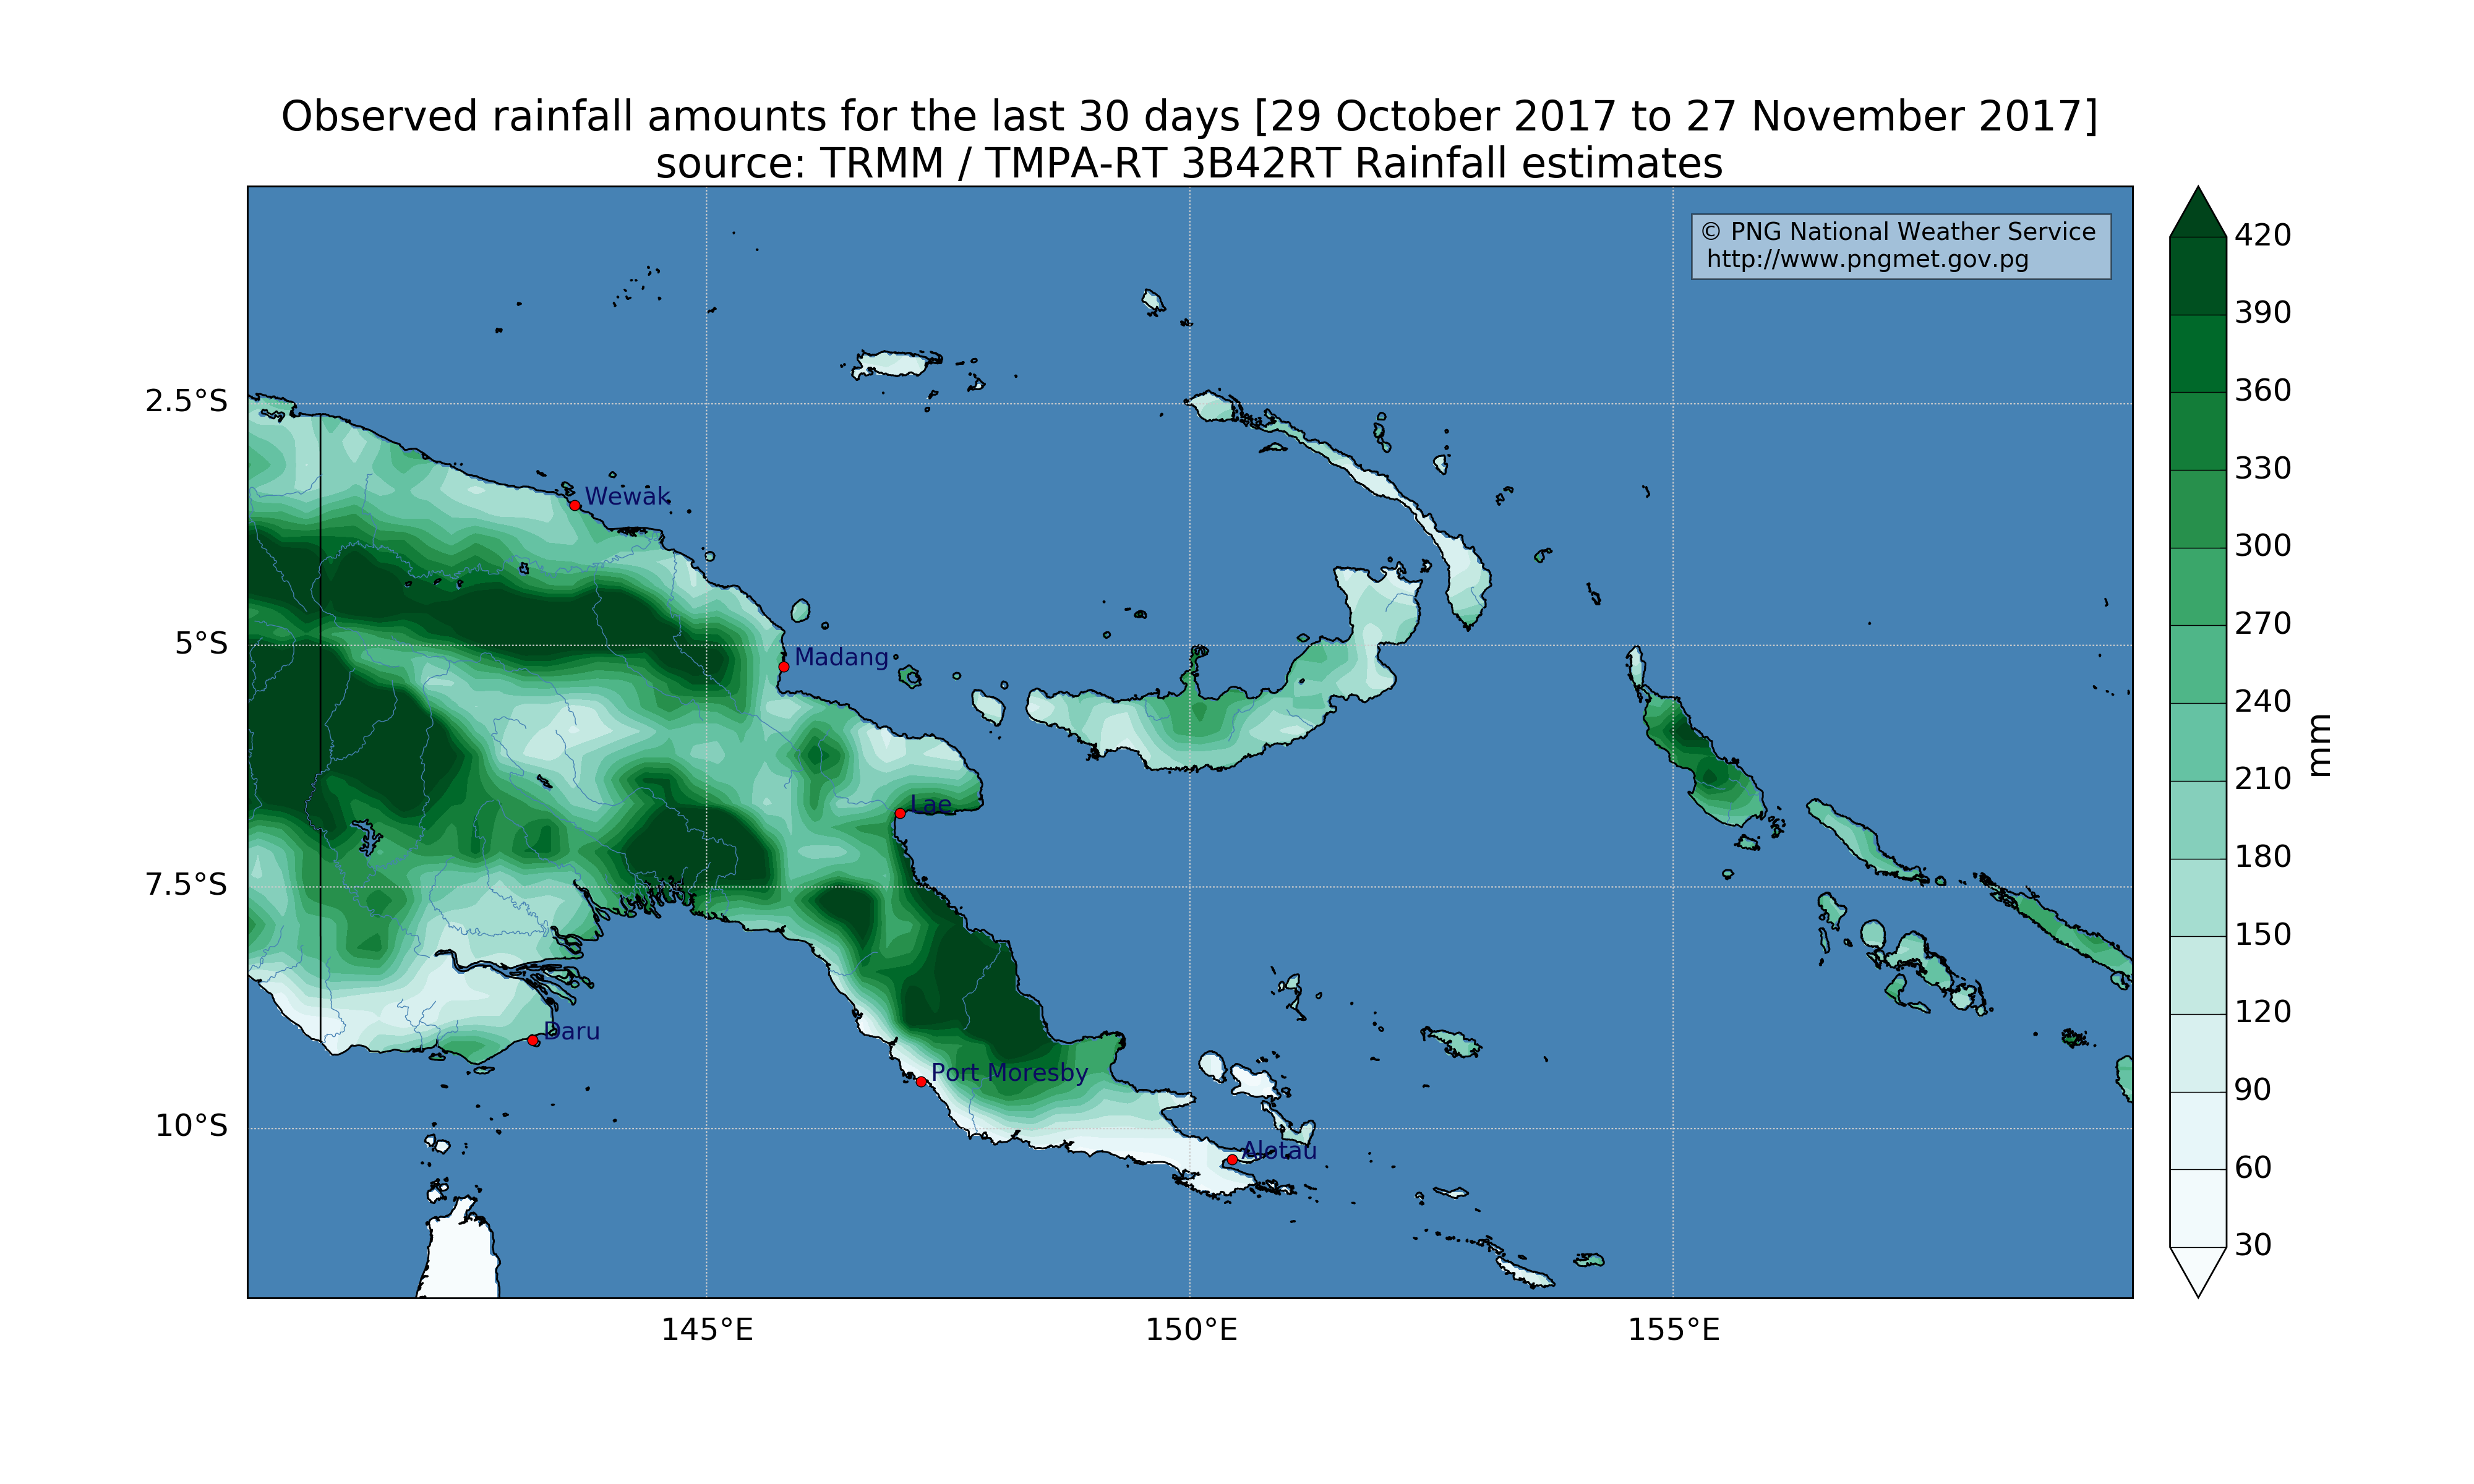 Observed rainfall amounts for the last 30 days [29 October 2017 to 27 November 2017]
source: TRMM / TMPA-RT 3B42RT Rainfall estimates
© PNG National Weather Service
http://www.pngmet.gov.pg
420
390
360
330
300
270
240
210
180
150
120
90
60
30
mm
2.5°S
5°S
7.5°S
10°S
Wewak
Madang
Lae
Daru
Port Moresby
Alotau
145°E
150°E
155°E